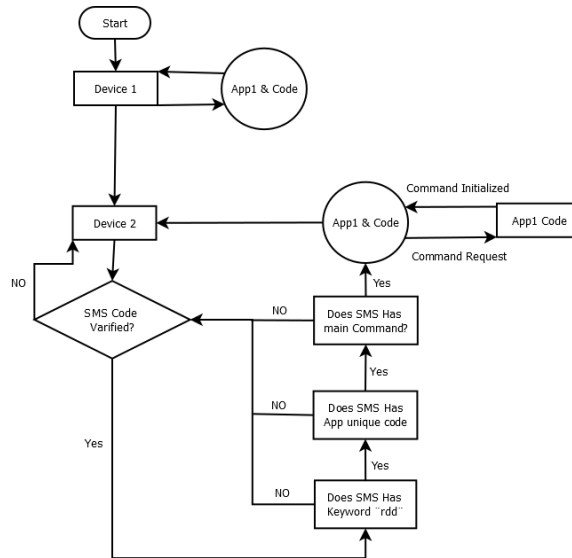 Start
Device 1
App1 & Code
Command Initialized
Device 2
App1 & Code
App1 Code
Command Request
NO
Yes
SMS Code
Varified?
NO
Does SMS Has
main Command?
Yes
NO
Does SMS Has
App unique code
Yes
Yes
NO
Does SMS Has
Keyword ¨rdd¨